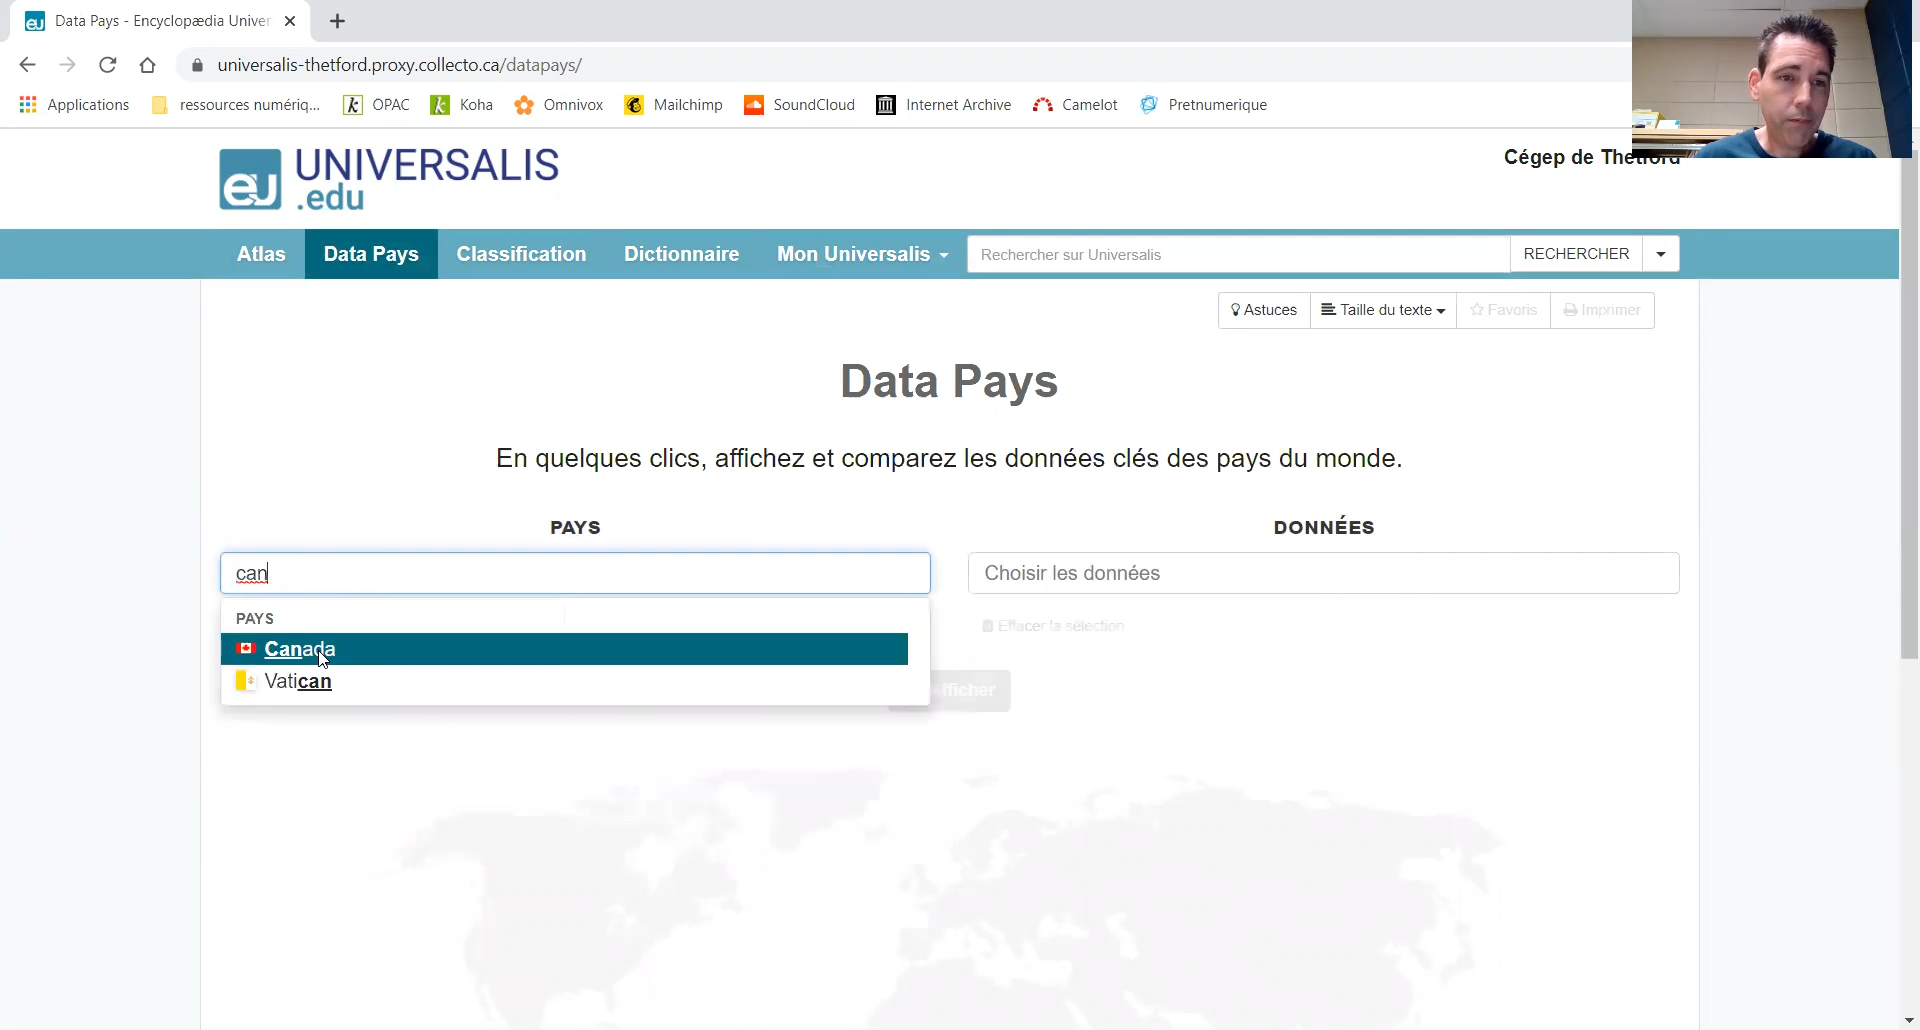 Data Pays - Encyclopædia Univer
universalis-thetford.proxy.collecto.ca/datapays/
Applications ressources numériq... OPAC Koha Omnivox Mailchimp SoundCloud Internet Archive Camelot Pretnumerique
eu UNIVERSALIS
.edu
Cégep de Thetford
Atlas Data Pays Classification Dictionnaire Mon Universalis Rechercher sur Universalis RECHERCHER
Astuces Taille du texte Favoris Imprimer
Data Pays
En quelques clics, affichez et comparez les données clés des pays du monde.
PAYS DONNÉES
can Choisir les données
PAYS Effacer la sélection
Canada
Vatican
fficher